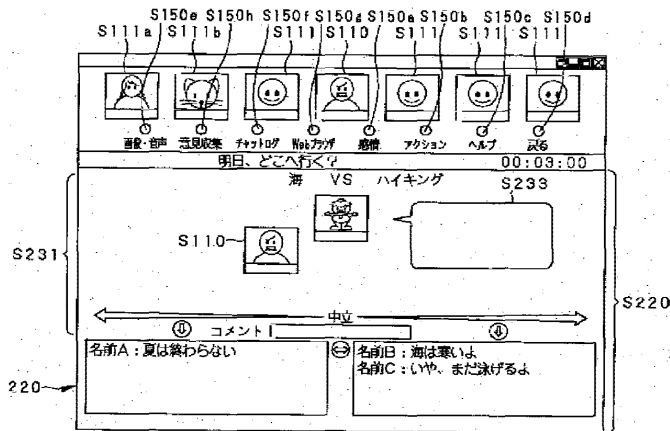 S150e S150h S150f S150g S150a S150b S150c S150d
S111a S111b S111 S110 S111 S111 S111
画像・音声 意見収集 チャットログ Webブラウザ 感情 アクション ヘルプ 戻る
明日、どこへ行く? 00:03:00
海 VS ハイキング S233
S110
S231
S220
中立
コメント
名前A:夏は終わらない
名前B:海は寒いよ
名前C:いや、まだ泳げるよ
220